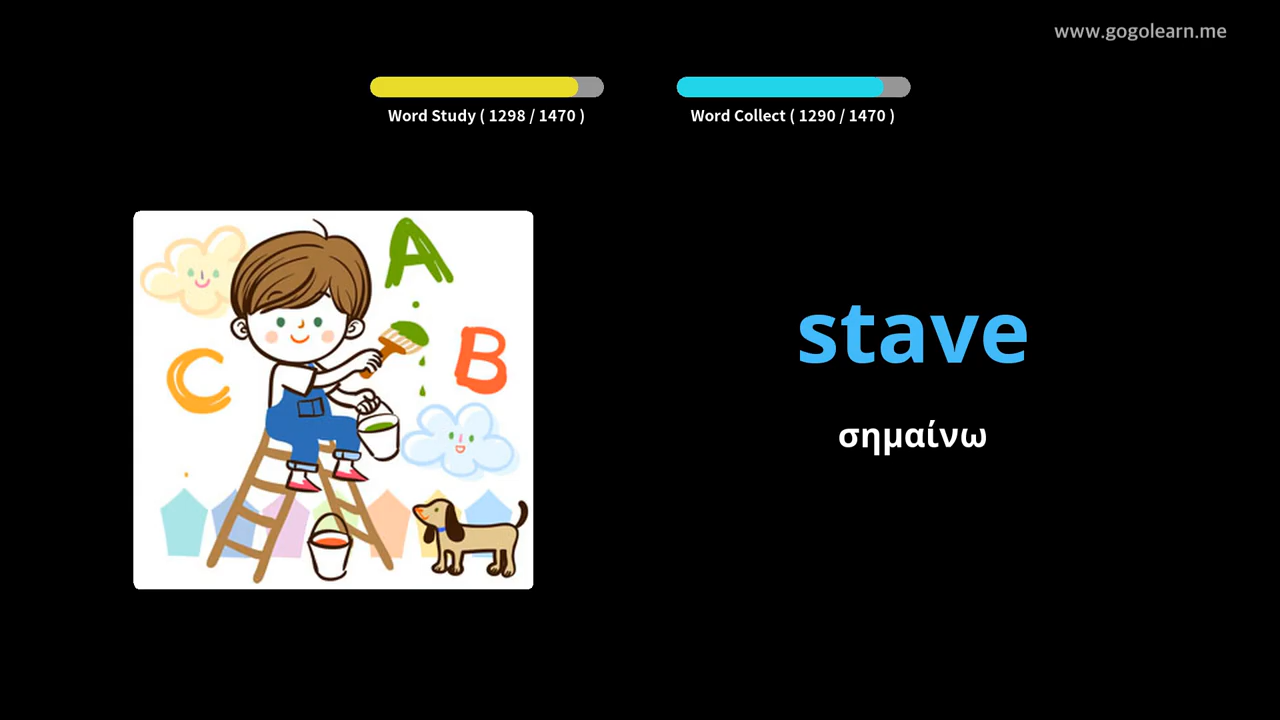 www.gogolearn.me
Word Study ( 1298 / 1470 )
Word Collect ( 1290 / 1470 )
A
B
C
stave
σημαίνω